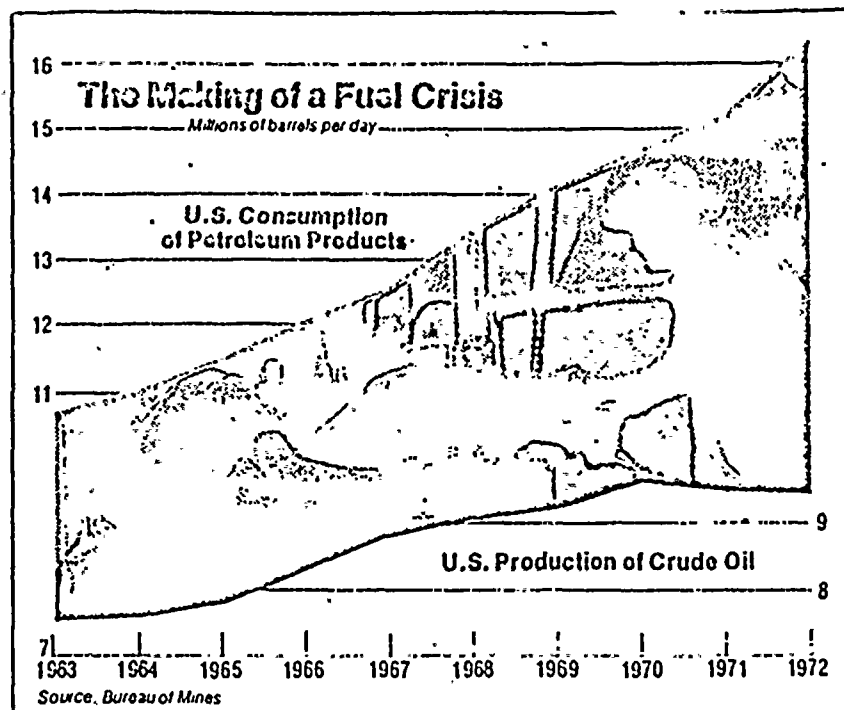 16
The Making of a Fuel Crisis
15
Millions of barrels per day
14
U.S. Consumption
of Petroleum Products
13
12
11
9
U.S. Production of Crude Oil
8
7
1963 1964 1965 1966 1967 1968 1969 1970 1971 1972
Source, Bureau of Mines